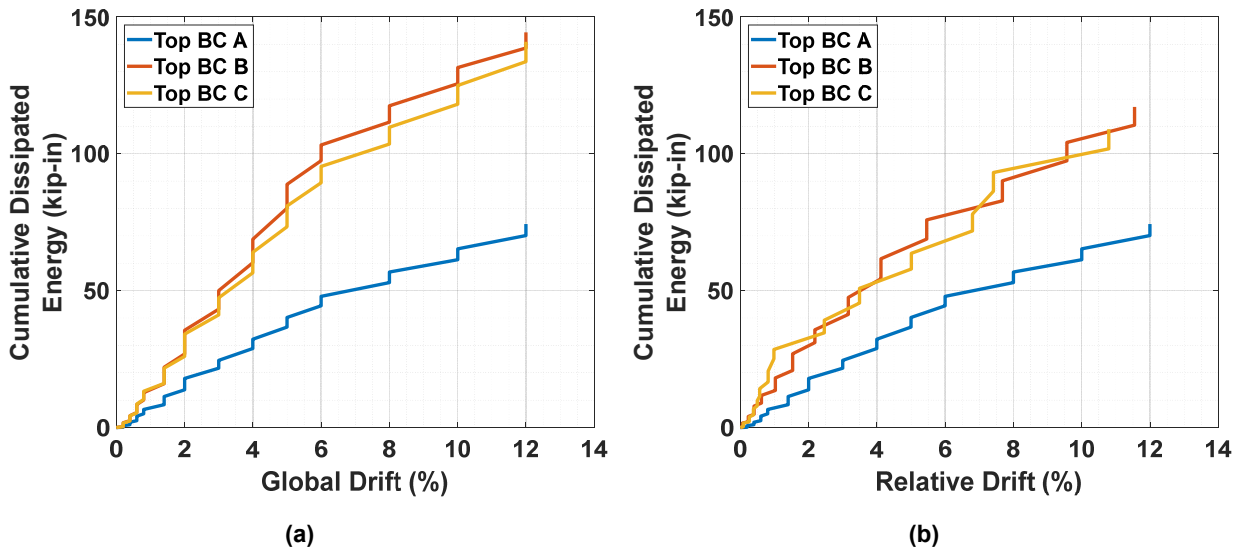 Cumulative Dissipated
Energy (kip-in)
150
100
50
0
Top BC A
Top BC B
Top BC C
0 2 4 6 8 10 12 14
Global Drift (%)
(a)
Cumulative Dissipated
Energy (kip-in)
150
100
50
0
Top BC A
Top BC B
Top BC C
0 2 4 6 8 10 12 14
Relative Drift (%)
(b)